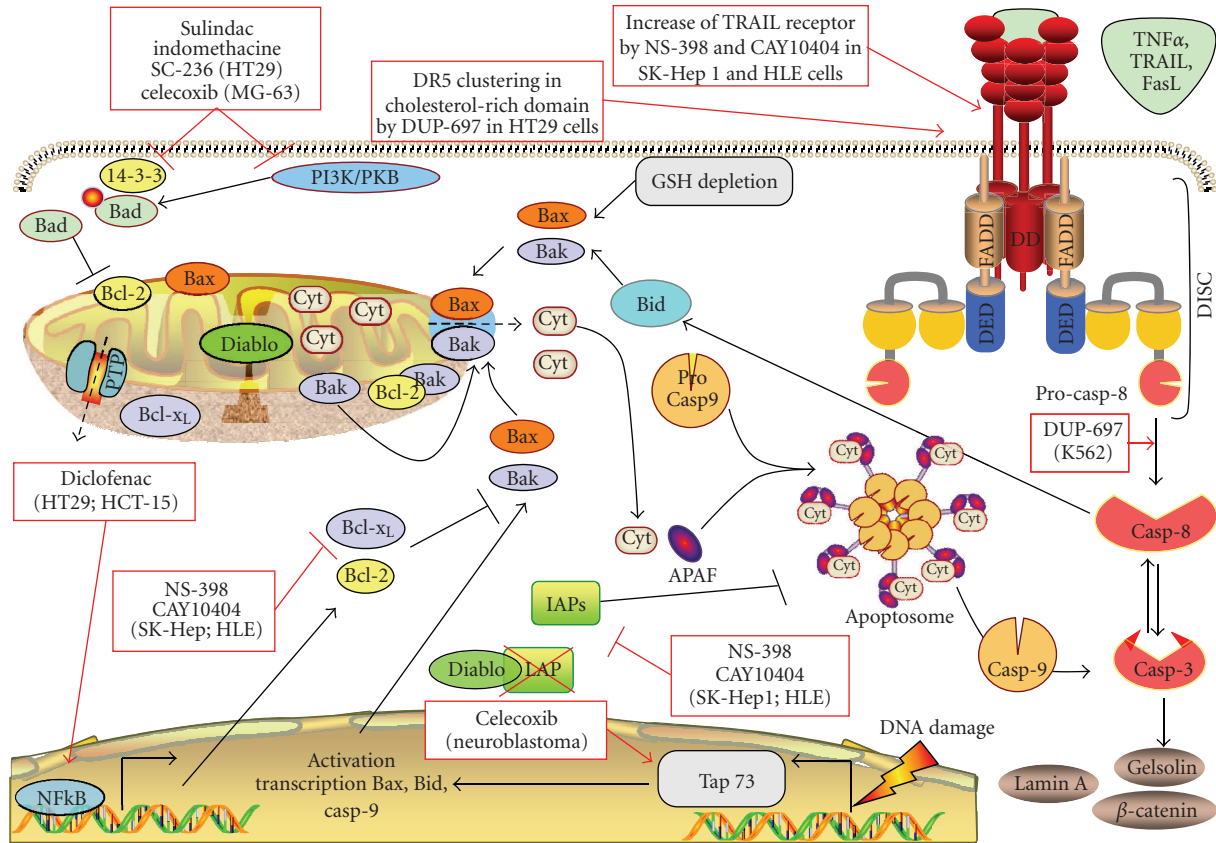 Sulindac
indomethacine
SC-236 (HT29)
celecoxib (MG-63)
Increase of TRAIL receptor
by NS-398 and CAY10404 in
SK-Hep 1 and HLE cells
DR5 clustering in
cholesterol-rich domain
by DUP-697 in HT29 cells
TNFα,
TRAIL,
FasL
14-3-3
Bad
PI3K/PKB
GSH depletion
Bad
Bax
Bak
FADD
DD
FADD
DISC
Bcl-2
Bax
Cyt
Cyt
Cyt
Diablo
Bax
Bak
Cyt
Cyt
Bid
DED
DED
PTP
Bak
Bcl-2
Bak
Bcl-xL
Pro
Casp9
Pro-casp-8
DUP-697
(K562)
Bax
Bak
Diclofenac
(HT29; HCT-15)
Bcl-xL
Bcl-2
Cyt
APAF
Cyt
Cyt
Cyt
Cyt
Cyt
Cyt
Cyt
Apoptosome
Casp-8
NS-398
CAY10404
(SK-Hep; HLE)
IAPs
Diablo
LAP
NS-398
CAY10404
(SK-Hep1; HLE)
Casp-9
Casp-3
Celecoxib
(neuroblastoma)
DNA damage
Activation
transcription Bax, Bid,
casp-9
Tap 73
NFkB
Lamin A
Gelsolin
β-catenin